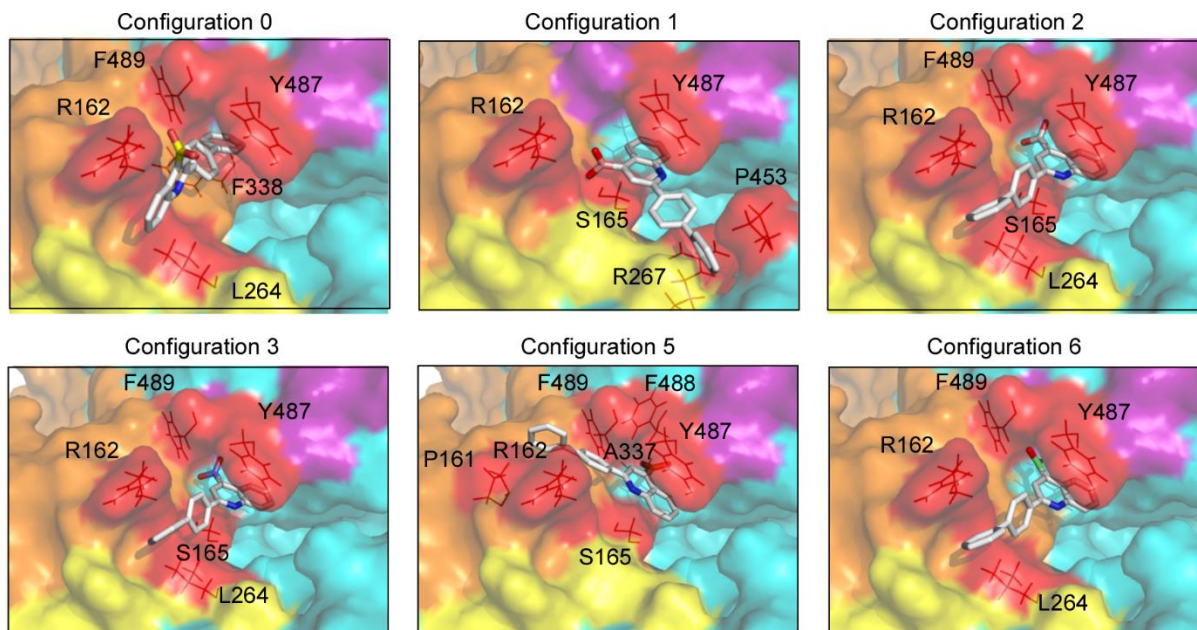 Configuration 0
F489
Y487
R162
F338
L264
Configuration 1
Y487
P453
S165
R267
Configuration 2
F489
Y487
R162
S165
L264
Configuration 3
F489
Y487
R162
S165
L264
Configuration 5
F489 F488
Y487
A337
P161 R162
S165
Configuration 6
F489
Y487
R162
L264